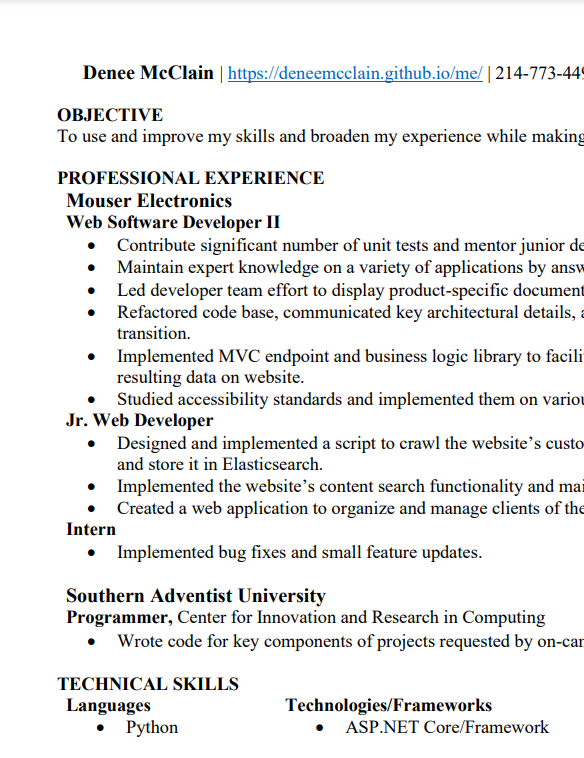 Denee McClain | https://deneemcclain.github.io/me/ | 214-773-449
OBJECTIVE
To use and improve my skills and broaden my experience while making
PROFESSIONAL EXPERIENCE
Mouser Electronics
Web Software Developer II
• Contribute significant number of unit tests and mentor junior de
• Maintain expert knowledge on a variety of applications by answ
• Led developer team effort to display product-specific document
• Refactored code base, communicated key architectural details, a
transition.
• Implemented MVC endpoint and business logic library to facili
resulting data on website.
• Studied accessibility standards and implemented them on variou
Jr. Web Developer
• Designed and implemented a script to crawl the website’s custo
and store it in Elasticsearch.
• Implemented the website’s content search functionality and mai
• Created a web application to organize and manage clients of the
Intern
• Implemented bug fixes and small feature updates.
Southern Adventist University
Programmer, Center for Innovation and Research in Computing
• Wrote code for key components of projects requested by on-car
TECHNICAL SKILLS
Languages Technologies/Frameworks
• Python • ASP.NET Core/Framework